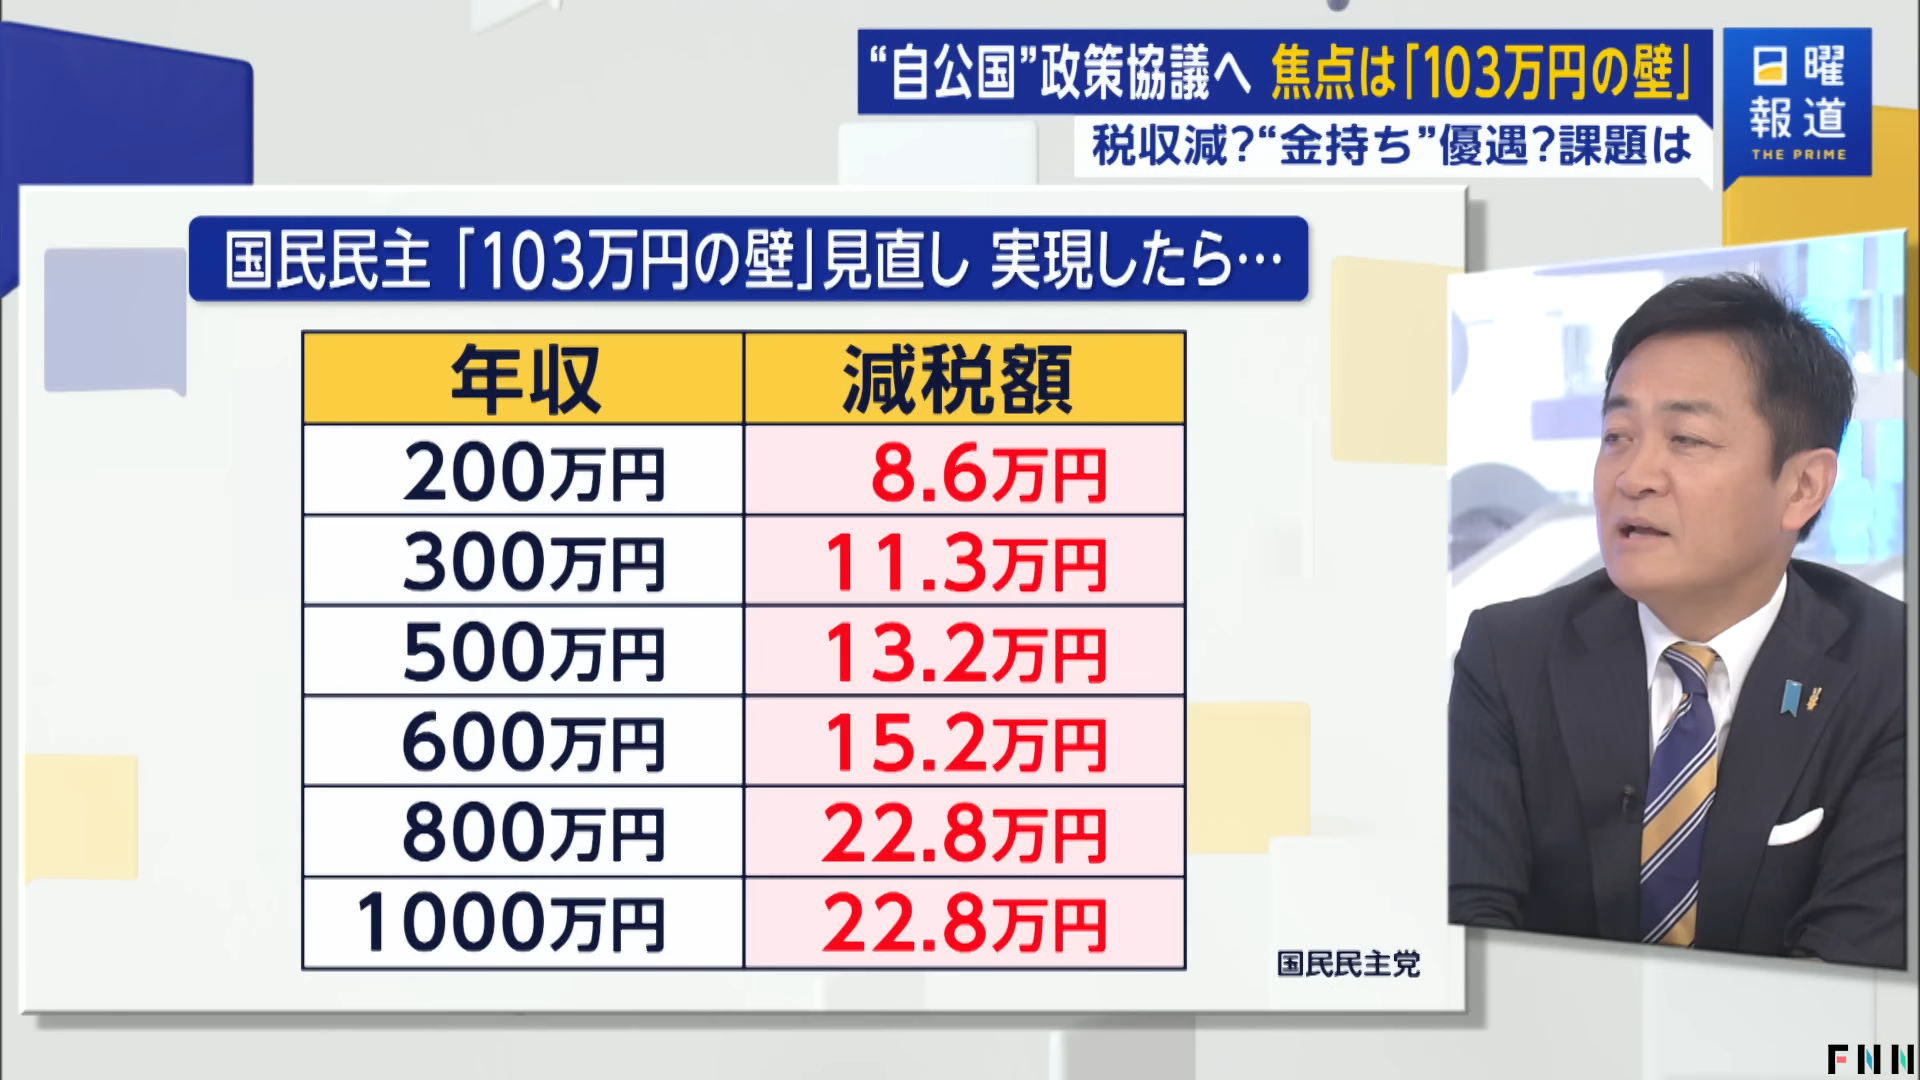 “自公国”政策協議へ 焦点は「103万円の壁」
税収減?“金持ち”優遇?課題は
日曜
報道
THE PRIME
国民民主「103万円の壁」見直し 実現したら…
年収 減税額
200万円 8.6万円
300万円 11.3万円
500万円 13.2万円
600万円 15.2万円
800万円 22.8万円
1000万円 22.8万円
国民民主党
FNN